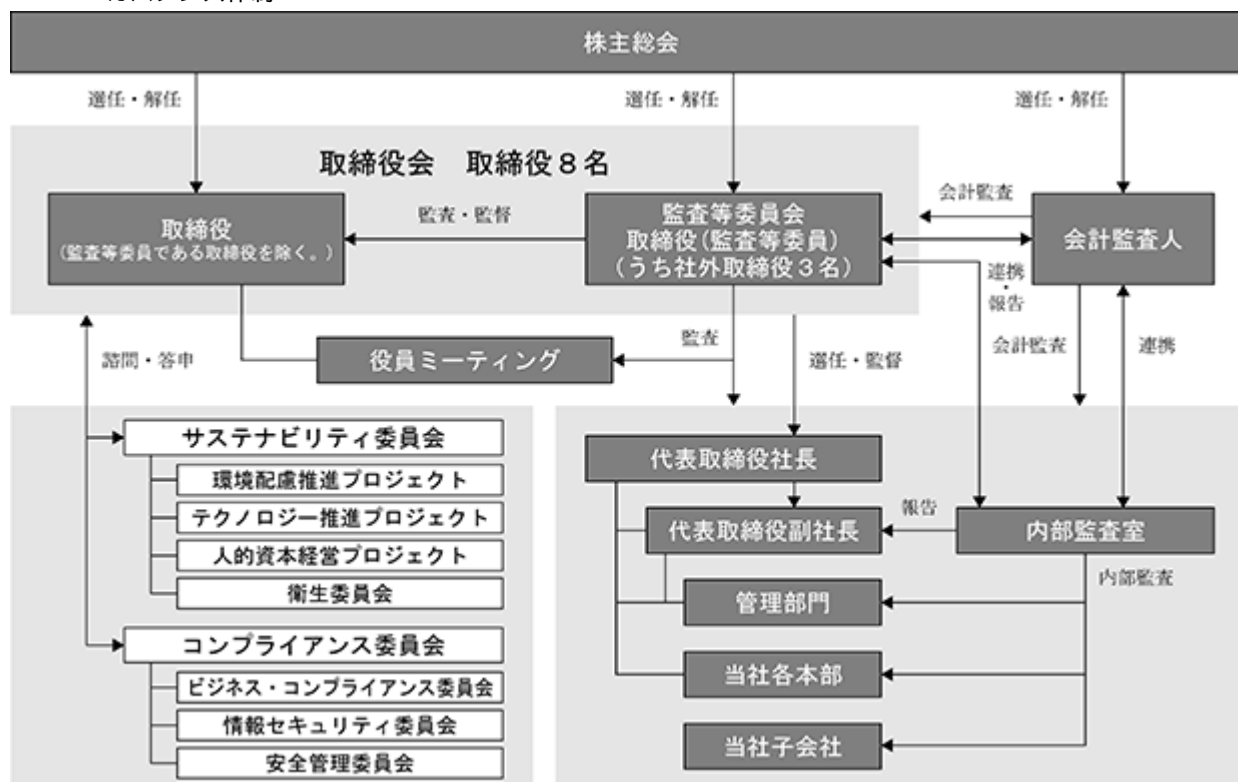 株主総会
選任・解任
選任・解任
選任・解任
取締役会 取締役8名
取締役
(監査等委員である取締役を除く。)
監査・監督
監査等委員会
取締役(監査等委員)
(うち社外取締役3名)
会計監査
会計監査人
連携
・
報告
諮問・答申
役員ミーティング
監査
選任・監督
会計監査
連携
サステナビリティ委員会
環境配慮推進プロジェクト
テクノロジー推進プロジェクト
人的資本経営プロジェクト
衛生委員会
コンプライアンス委員会
ビジネス・コンプライアンス委員会
情報セキュリティ委員会
安全管理委員会
代表取締役社長
代表取締役副社長
報告
内部監査室
内部監査
管理部門
当社各本部
当社子会社